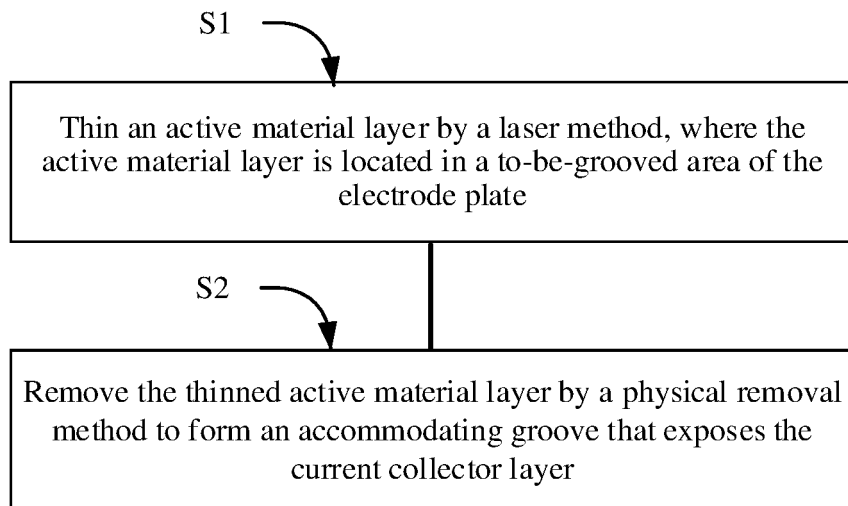 S1
Thin an active material layer by a laser method, where the
active material layer is located in a to-be-grooved area of the
electrode plate
S2
Remove the thinned active material layer by a physical removal
method to form an accommodating groove that exposes the
current collector layer